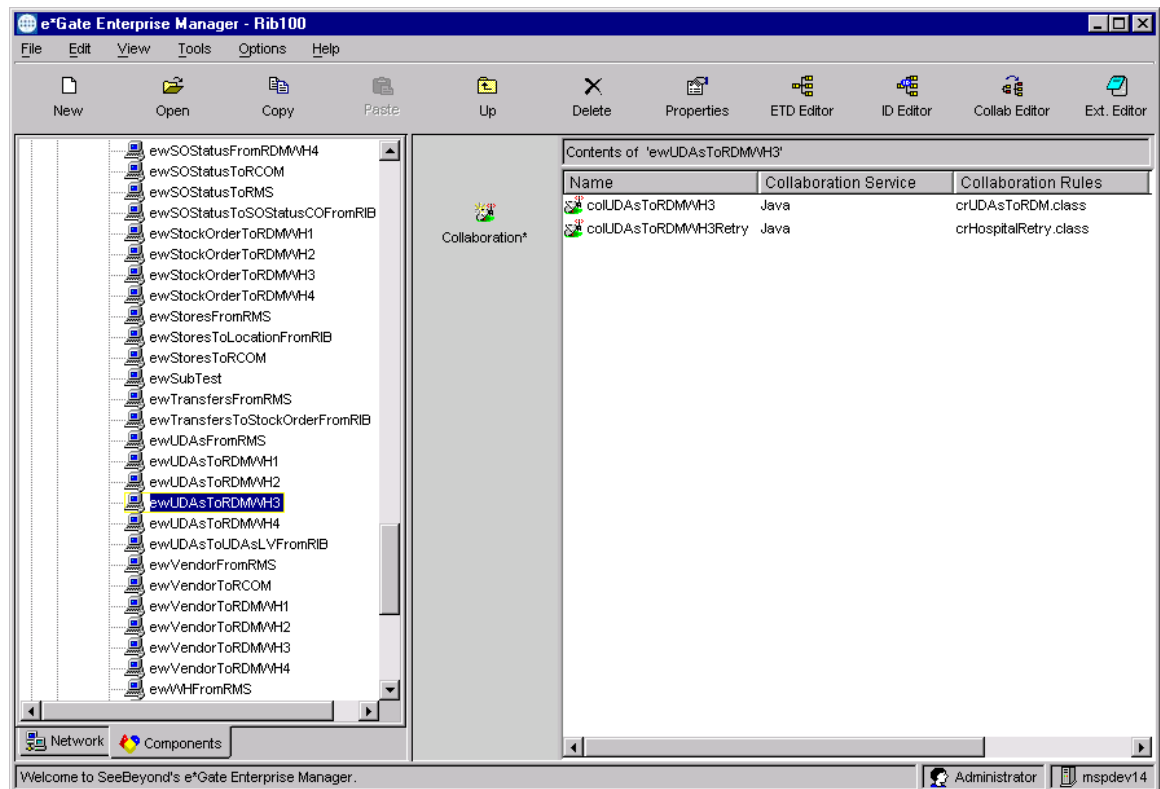 e*Gate Enterprise Manager - Rib100
File Edit View Tools Options Help
New Open Copy Paste Up Delete Properties ETD Editor ID Editor Collab Editor Ext. Editor
ewSOStatusFromRDMWH4
ewSOStatusToRCOM
ewSOStatusToRMS
ewSOStatusToSOStatusCOFromRIB
ewStockOrderToRDMWH1
ewStockOrderToRDMWH2
ewStockOrderToRDMWH3
ewStockOrderToRDMWH4
ewStoresFromRMS
ewStoresToLocationFromRIB
ewStoresToRCOM
ewSubTest
ewTransfersFromRMS
ewTransfersToStockOrderFromRIB
ewUDAsFromRMS
ewUDAsToRDMWH1
ewUDAsToRDMWH2
ewUDAsToRDMWH3
ewUDAsToRDMWH4
ewUDAsToUDAsLVFromRIB
ewVendorFromRMS
ewVendorToRCOM
ewVendorToRDMWH1
ewVendorToRDMWH2
ewVendorToRDMWH3
ewVendorToRDMWH4
ewWHFromRMS
Network Components
Collaboration*
Contents of 'ewUDAsToRDMWH3'
Name Collaboration Service Collaboration Rules
colUDAsToRDMWH3 Java crUDAsToRDM.class
colUDAsToRDMWH3Retry Java crHospitalRetry.class
Welcome to SeeBeyond's e*Gate Enterprise Manager. Administrator mspdev14